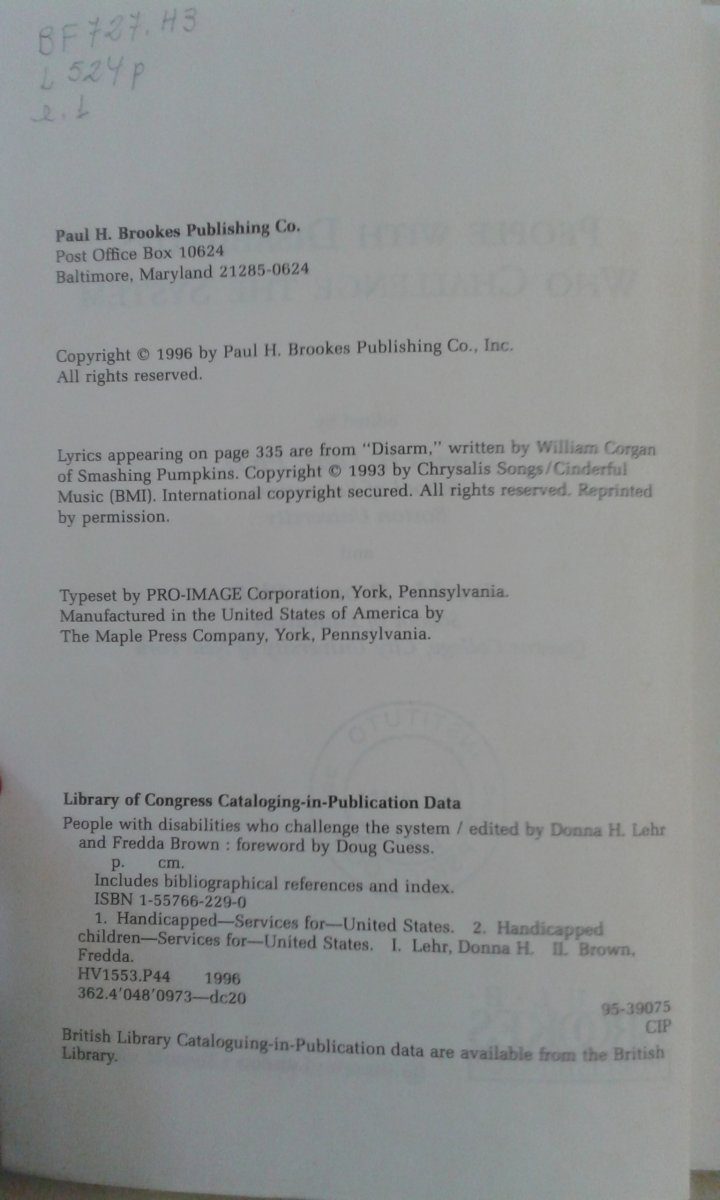 BF727.H3
L 524p
e.1
Paul H. Brookes Publishing Co.
Post Office Box 10624
Baltimore, Maryland 21285-0624
Copyright © 1996 by Paul H. Brookes Publishing Co., Inc.
All rights reserved.
Lyrics appearing on page 335 are from “Disarm,” written by William Corgan
of Smashing Pumpkins. Copyright © 1993 by Chrysalis Songs/Cinderful
Music (BMI). International copyright secured. All rights reserved. Reprinted
by permission.
Typeset by PRO-IMAGE Corporation, York, Pennsylvania.
Manufactured in the United States of America by
The Maple Press Company, York, Pennsylvania.
Library of Congress Cataloging-in-Publication Data
People with disabilities who challenge the system / edited by Donna H. Lehr
and Fredda Brown : foreword by Doug Guess.
p. cm.
Includes bibliographical references and index.
ISBN 1-55766-229-0
1. Handicapped—Services for—United States. 2. Handicapped
children—Services for—United States. I. Lehr, Donna H. II. Brown,
Fredda.
HV1553.P44 1996
362.4'048'0973—dc20
95-39075
CIP
British Library Cataloguing-in-Publication data are available from the British
Library.